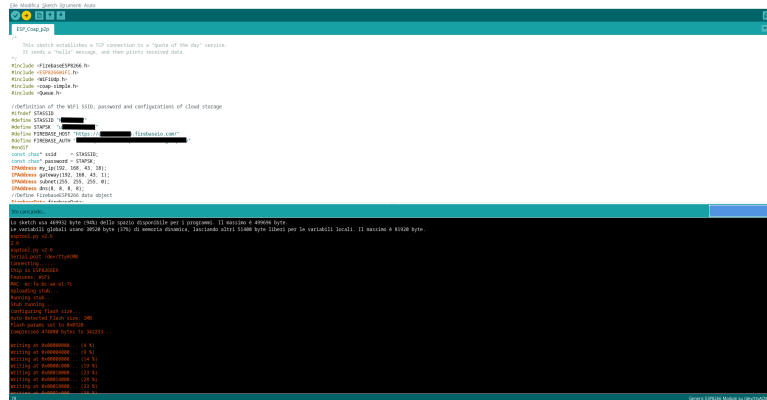 File Modifica Sketch Strumenti Aiuto
ESP_Coap_p2p
/*
This sketch establishes a TCP connection to a "quote of the day" service.
It sends a "hello" message, and then prints received data.
*/
#include <FirebaseESP8266.h>
#include <ESP8266WiFi.h>
#include <WiFiUdp.h>
#include <coap-simple.h>
#include <Queue.h>
//Definition of the WiFi SSID, password and configurations of cloud storage
#ifndef STASSID
#define STASSID "
#define STAPSK "
#define FIREBASE_HOST "https:// .firebaseio.com/"
#define FIREBASE_AUTH "
#endif
const char* ssid = STASSID;
const char* password = STAPSK;
IPAddress my_ip(192, 168, 43, 18);
IPAddress gateway(192, 168, 43, 1);
IPAddress subnet(255, 255, 255, 0);
IPAddress dns(8, 8, 8, 8);
//Define FirebaseESP8266 data object
FirebaseData firebaseData;
Sto caricando...
Lo sketch usa 469932 byte (94%) dello spazio disponibile per i programmi. Il massimo è 499696 byte.
Le variabili globali usano 30520 byte (37%) di memoria dinamica, lasciando altri 51400 byte liberi per le variabili locali. Il massimo è 81920 byte.
esptool.py v2.6
2.6
esptool.py v2.6
Serial port /dev/ttyACM0
Connecting....
Chip is ESP8266EX
Features: WiFi
Uploading stub...
Running stub...
Stub running...
Configuring flash size...
Auto-detected Flash size:
Flash params set to 0x0320
Compressed 474080 bytes to 342233...
Writing at 0x00000000... (4 %)
Writing at 0x00004000... (9 %)
Writing at 0x00008000... (14 %)
Writing at 0x0000c000... (19 %)
Writing at 0x00010000... (23 %)
Writing at 0x00014000... (28 %)
Writing at 0x00018000... (33 %)
Writing at 0x0001c000... (38 %)
Generic ESP8266 Module su /dev/ttyACM0